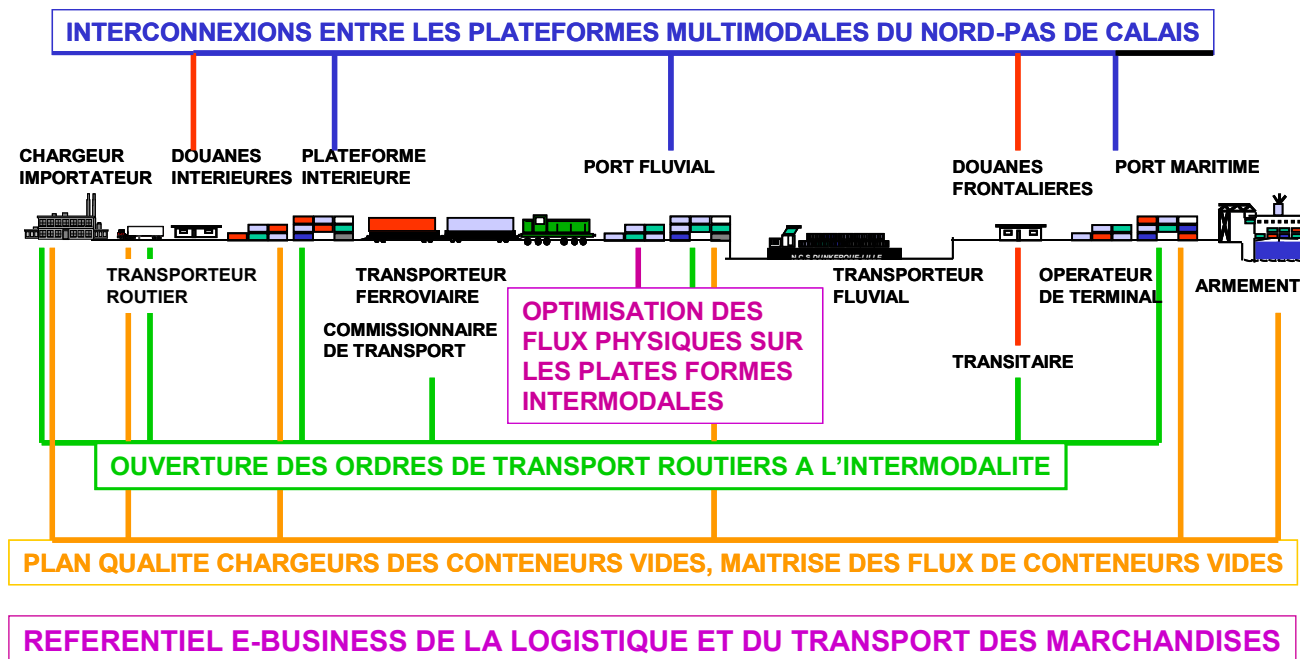 INTERCONNEXIONS ENTRE LES PLATEFORMES MULTIMODALES DU NORD-PAS DE CALAIS
CHARGEUR
IMPORTATEUR
DOUANES
INTERIEURES
PLATEFORME
INTERIEURE
PORT FLUVIAL
DOUANES
FRONTALIERES
PORT MARITIME
N.C.S DUNKERQUE-LILLE
TRANSPORTEUR
ROUTIER
TRANSPORTEUR
FERROVIAIRE
COMMISSIONNAIRE
DE TRANSPORT
OPTIMISATION DES
FLUX PHYSIQUES SUR
LES PLATES FORMES
INTERMODALES
TRANSPORTEUR
FLUVIAL
OPERATEUR
DE TERMINAL
ARMEMENT
TRANSITAIRE
OUVERTURE DES ORDRES DE TRANSPORT ROUTIERS A L'INTERMODALITE
PLAN QUALITE CHARGEURS DES CONTENEURS VIDES, MAITRISE DES FLUX DE CONTENEURS VIDES
REFERENTIEL E-BUSINESS DE LA LOGISTIQUE ET DU TRANSPORT DES MARCHANDISES